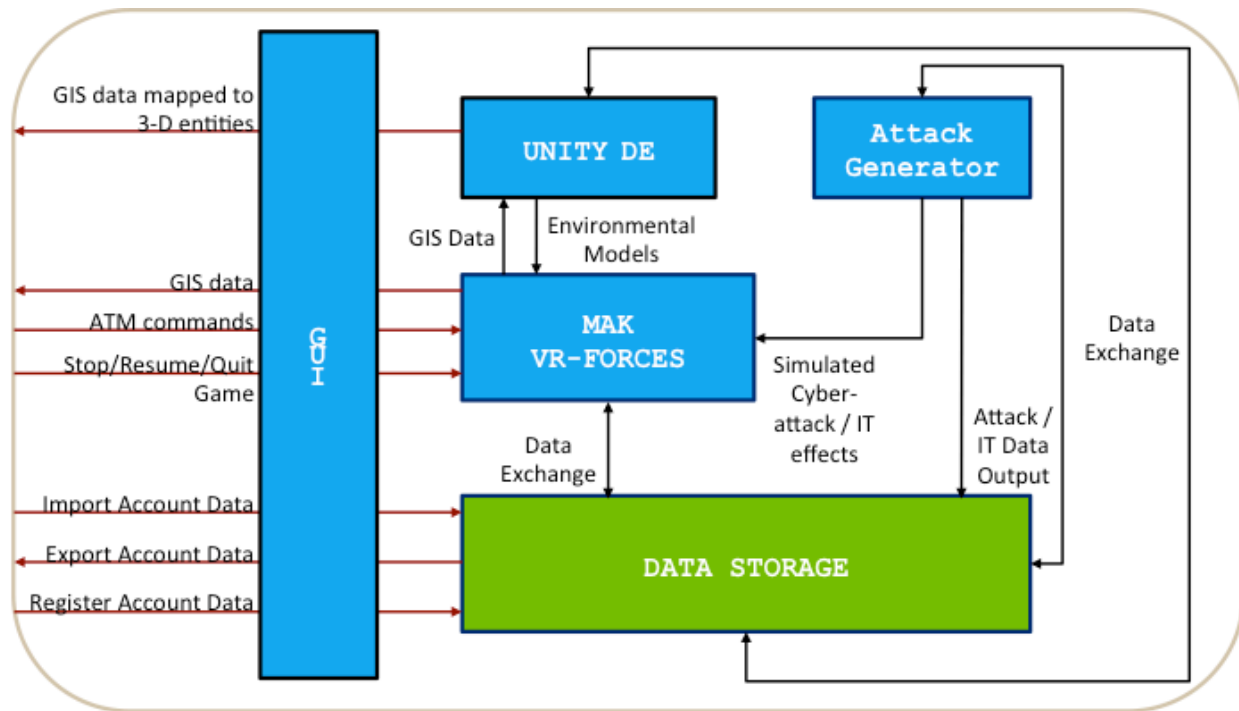 GIS data mapped to
3-D entities
UNITY DE
Attack
Generator
GIS Data
Environmental
Models
GIS data
ATM commands
Stop/Resume/Quit
Game
GUI
MAK
VR-FORCES
Simulated
Cyber-
attack / IT
effects
Data
Exchange
Data
Exchange
Attack /
IT Data
Output
Import Account Data
Export Account Data
Register Account Data
DATA STORAGE